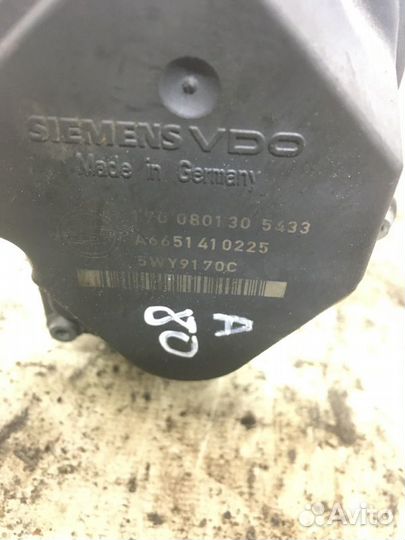 SIEMENS VDO
Made in Germany
170 080130 5433
A6651410225
5WY9170C
A
80
Avito